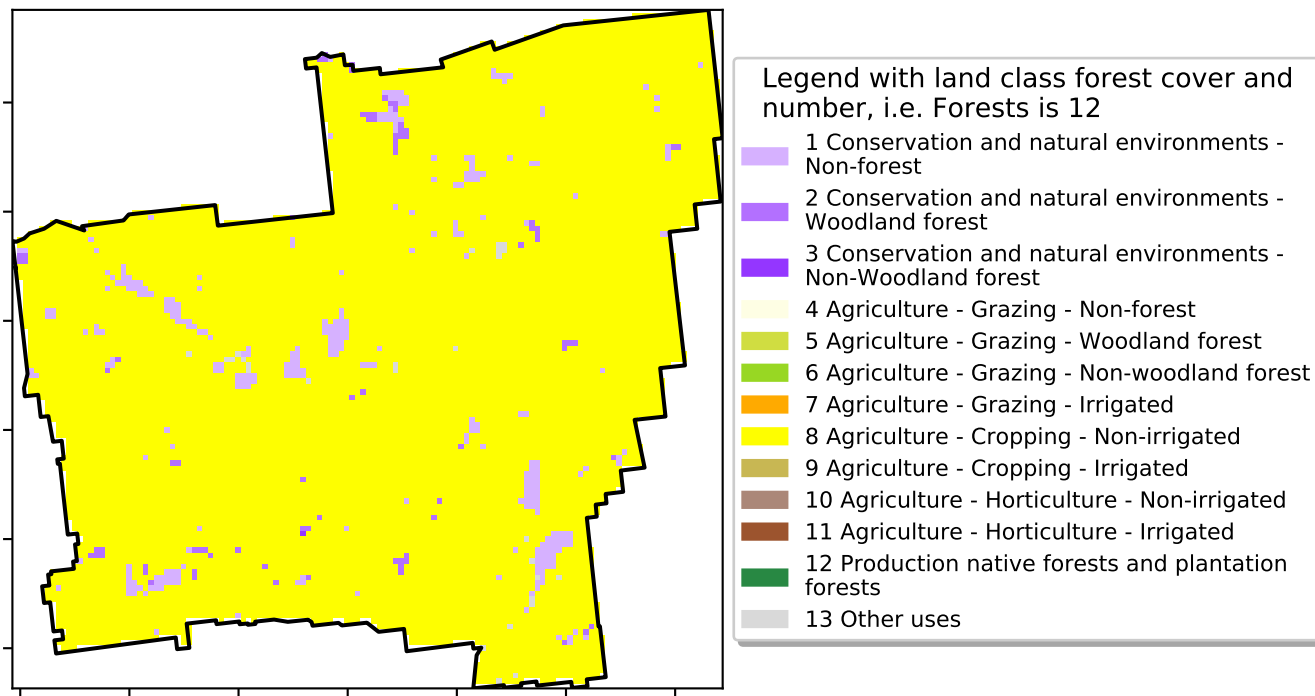 Legend with land class forest cover and
number, i.e. Forests is 12
1 Conservation and natural environments -
Non-forest
2 Conservation and natural environments -
Woodland forest
3 Conservation and natural environments -
Non-Woodland forest
4 Agriculture - Grazing - Non-forest
5 Agriculture - Grazing - Woodland forest
6 Agriculture - Grazing - Non-woodland forest
7 Agriculture - Grazing - Irrigated
8 Agriculture - Cropping - Non-irrigated
9 Agriculture - Cropping - Irrigated
10 Agriculture - Horticulture - Non-irrigated
11 Agriculture - Horticulture - Irrigated
12 Production native forests and plantation
forests
13 Other uses